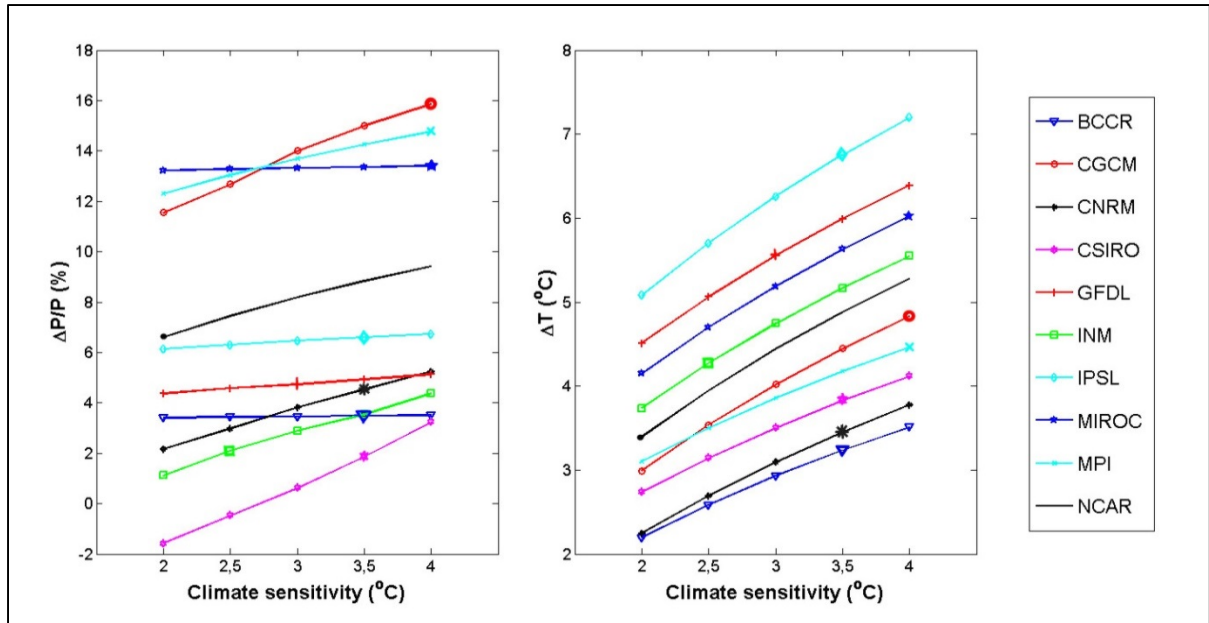 18
16
14
12
10
8
6
4
2
0
-2
ΔP/P (%)
2 2,5 3 3,5 4
Climate sensitivity (°C)
8
7
6
5
4
3
2
ΔT (°C)
2 2,5 3 3,5 4
Climate sensitivity (°C)
BCCR
CGCM
CNRM
CSIRO
GFDL
INM
IPSL
MIROC
MPI
NCAR